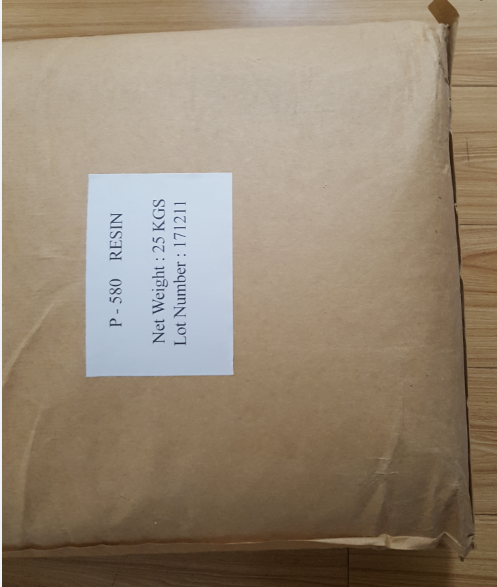 P - 580 RESIN
Net Weight : 25 KGS
Lot Number : 171211